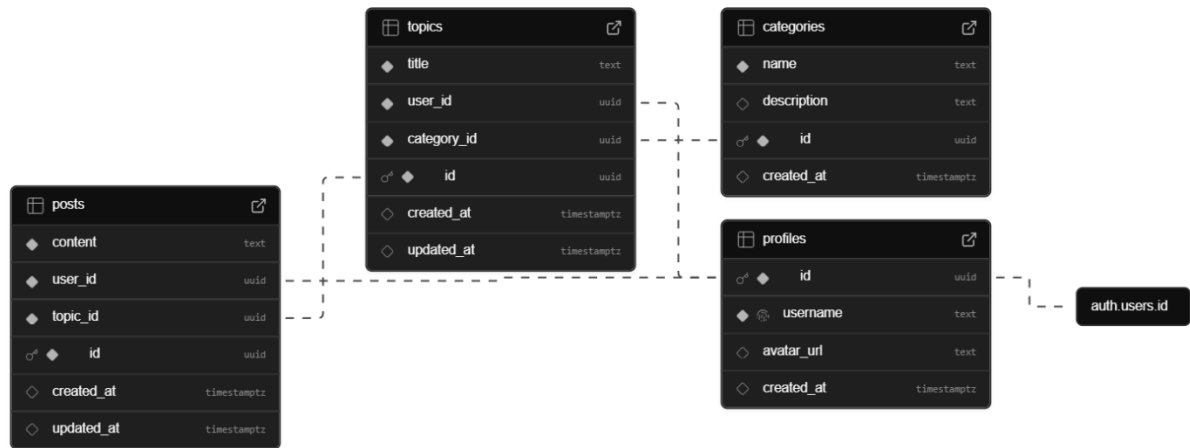 topics
title text
user_id uuid
category_id uuid
id uuid
created_at timestamptz
updated_at timestamptz
categories
name text
description text
id uuid
created_at timestamptz
posts
content text
user_id uuid
topic_id uuid
id uuid
created_at timestamptz
updated_at timestamptz
profiles
id uuid
username text
avatar_url text
created_at timestamptz
auth.users.id